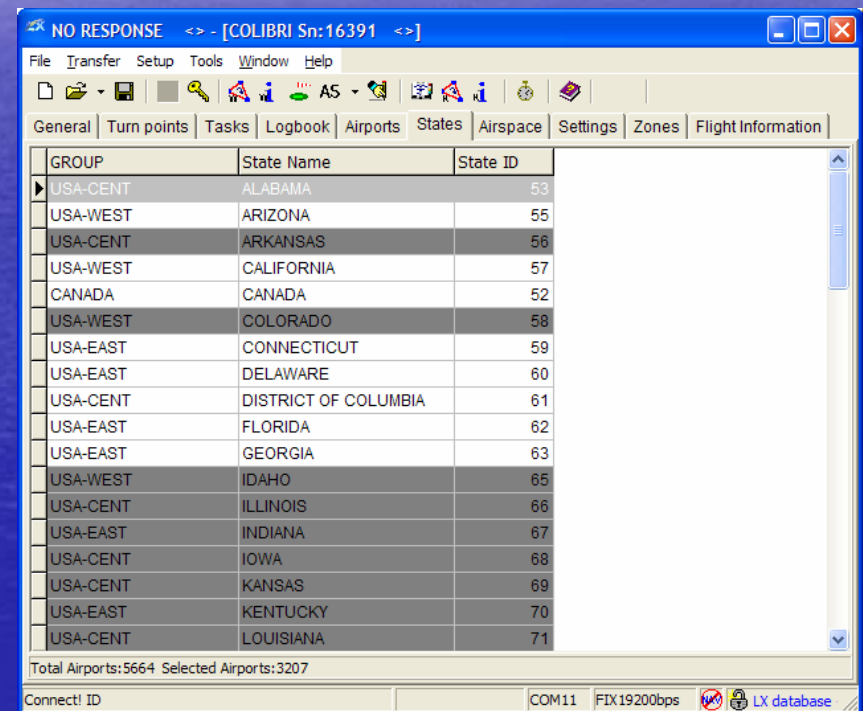 NO RESPONSE <> - [COLIBRI Sn:16391 <>]
File Transfer Setup Tools Window Help
AS
General Turn points Tasks Logbook Airports States Airspace Settings Zones Flight Information
GROUP State Name State ID
USA-CENT ALABAMA 53
USA-WEST ARIZONA 55
USA-CENT ARKANSAS 56
USA-WEST CALIFORNIA 57
CANADA CANADA 52
USA-WEST COLORADO 58
USA-EAST CONNECTICUT 59
USA-EAST DELAWARE 60
USA-CENT DISTRICT OF COLUMBIA 61
USA-EAST FLORIDA 62
USA-EAST GEORGIA 63
USA-WEST IDAHO 65
USA-CENT ILLINOIS 66
USA-EAST INDIANA 67
USA-CENT IOWA 68
USA-CENT KANSAS 69
USA-EAST KENTUCKY 70
USA-CENT LOUISIANA 71
Total Airports:5664 Selected Airports:3207
Connect! ID COM11 FIX19200bps NAV LX database